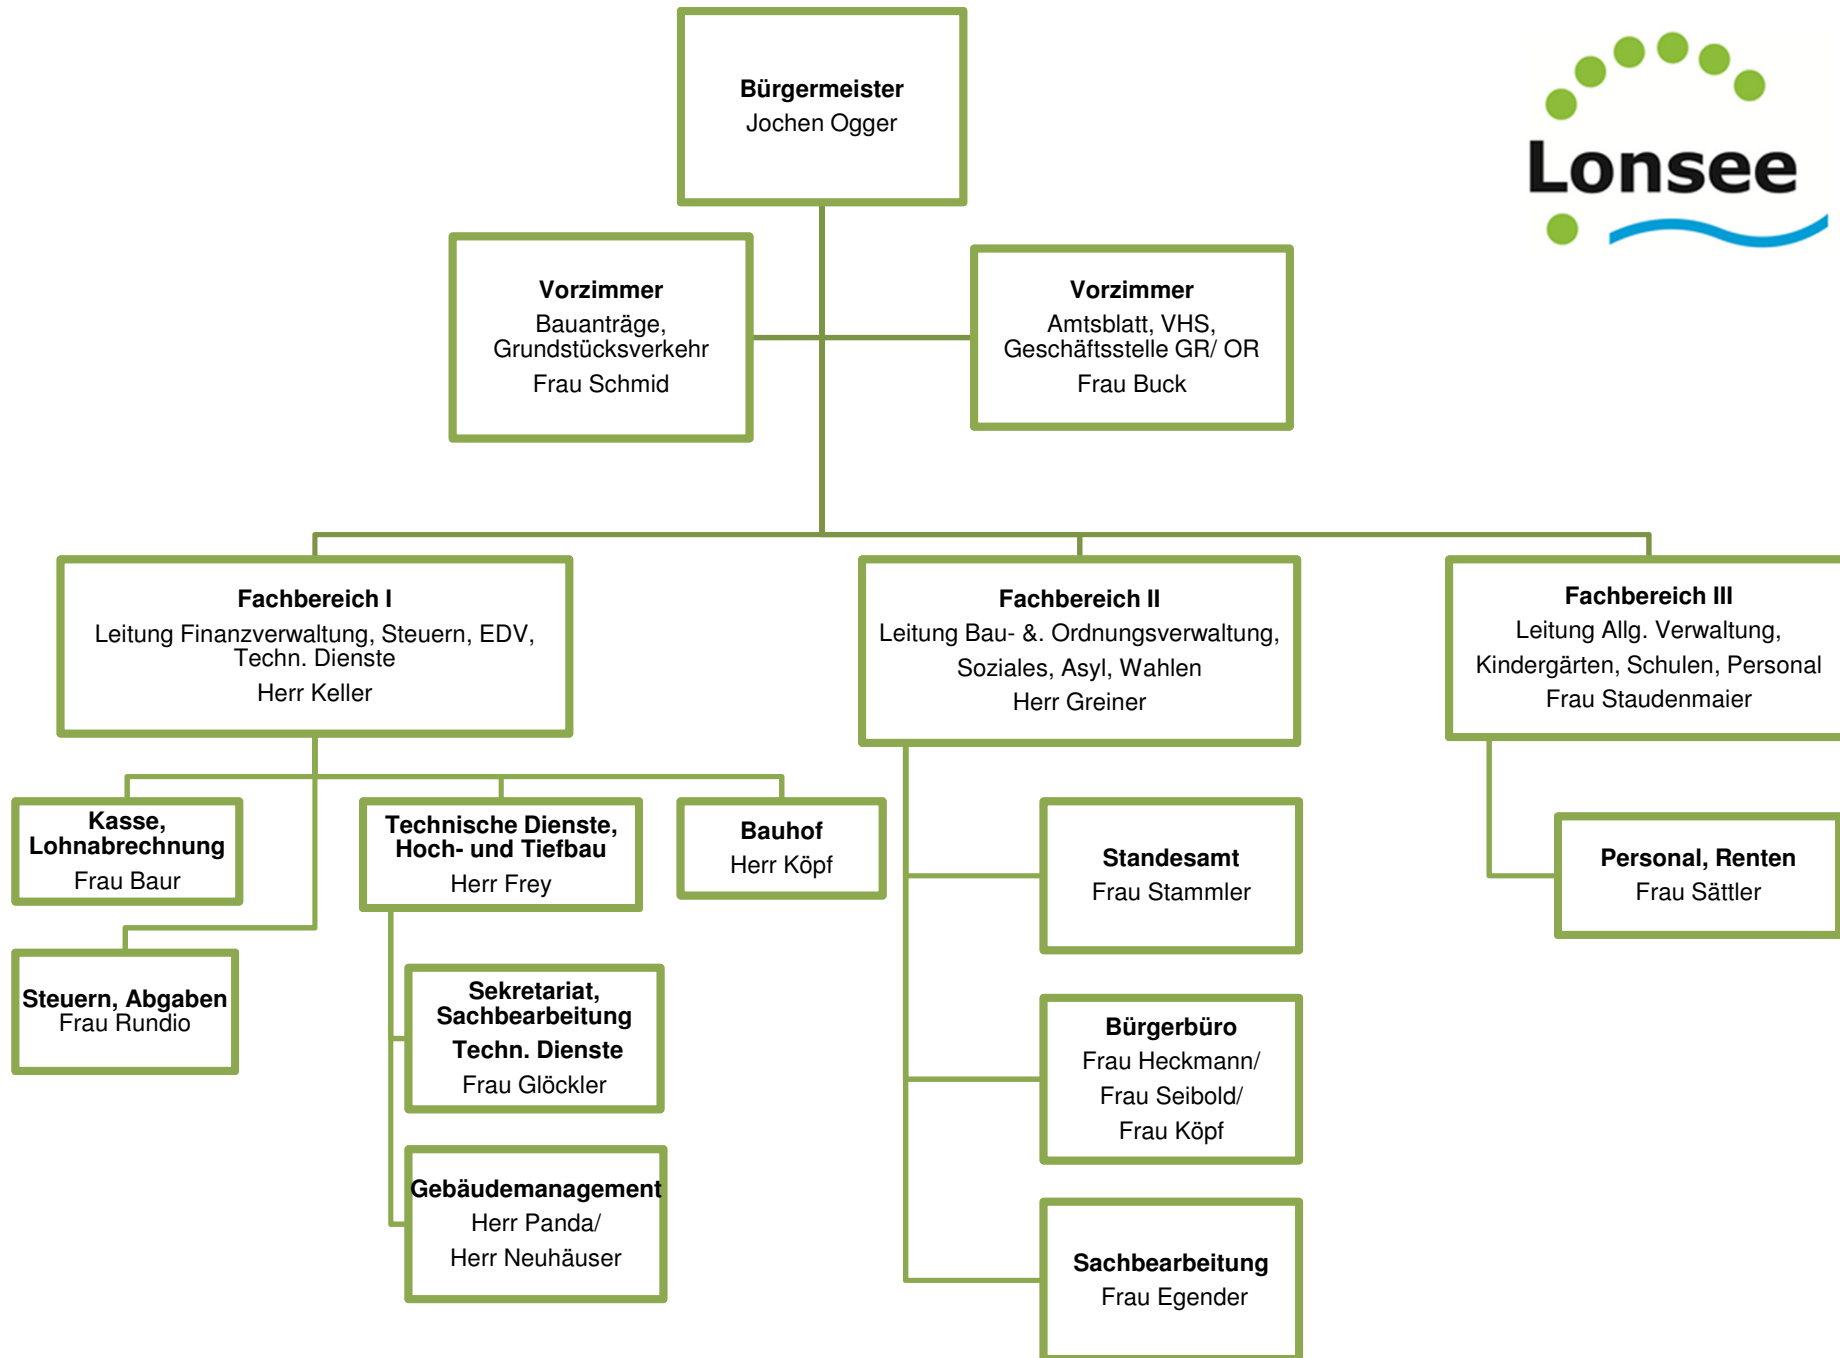 Bürgermeister
Jochen Ogger
Lonsee
Vorzimmer
Bauanträge,
Grundstücksverkehr
Frau Schmid
Vorzimmer
Amtsblatt, VHS,
Geschäftsstelle GR/ OR
Frau Buck
Fachbereich I
Leitung Finanzverwaltung, Steuern, EDV,
Techn. Dienste
Herr Keller
Fachbereich II
Leitung Bau- &. Ordnungsverwaltung,
Soziales, Asyl, Wahlen
Herr Greiner
Fachbereich III
Leitung Allg. Verwaltung,
Kindergärten, Schulen, Personal
Frau Staudenmaier
Kasse,
Lohnabrechnung
Frau Baur
Technische Dienste,
Hoch- und Tiefbau
Herr Frey
Bauhof
Herr Köpf
Steuern, Abgaben
Frau Rundio
Sekretariat,
Sachbearbeitung
Techn. Dienste
Frau Glöckler
Gebäudemanagement
Herr Panda/
Herr Neuhäuser
Standesamt
Frau Stammler
Bürgerbüro
Frau Heckmann/
Frau Seibold/
Frau Köpf
Sachbearbeitung
Frau Egender
Personal, Renten
Frau Sättler